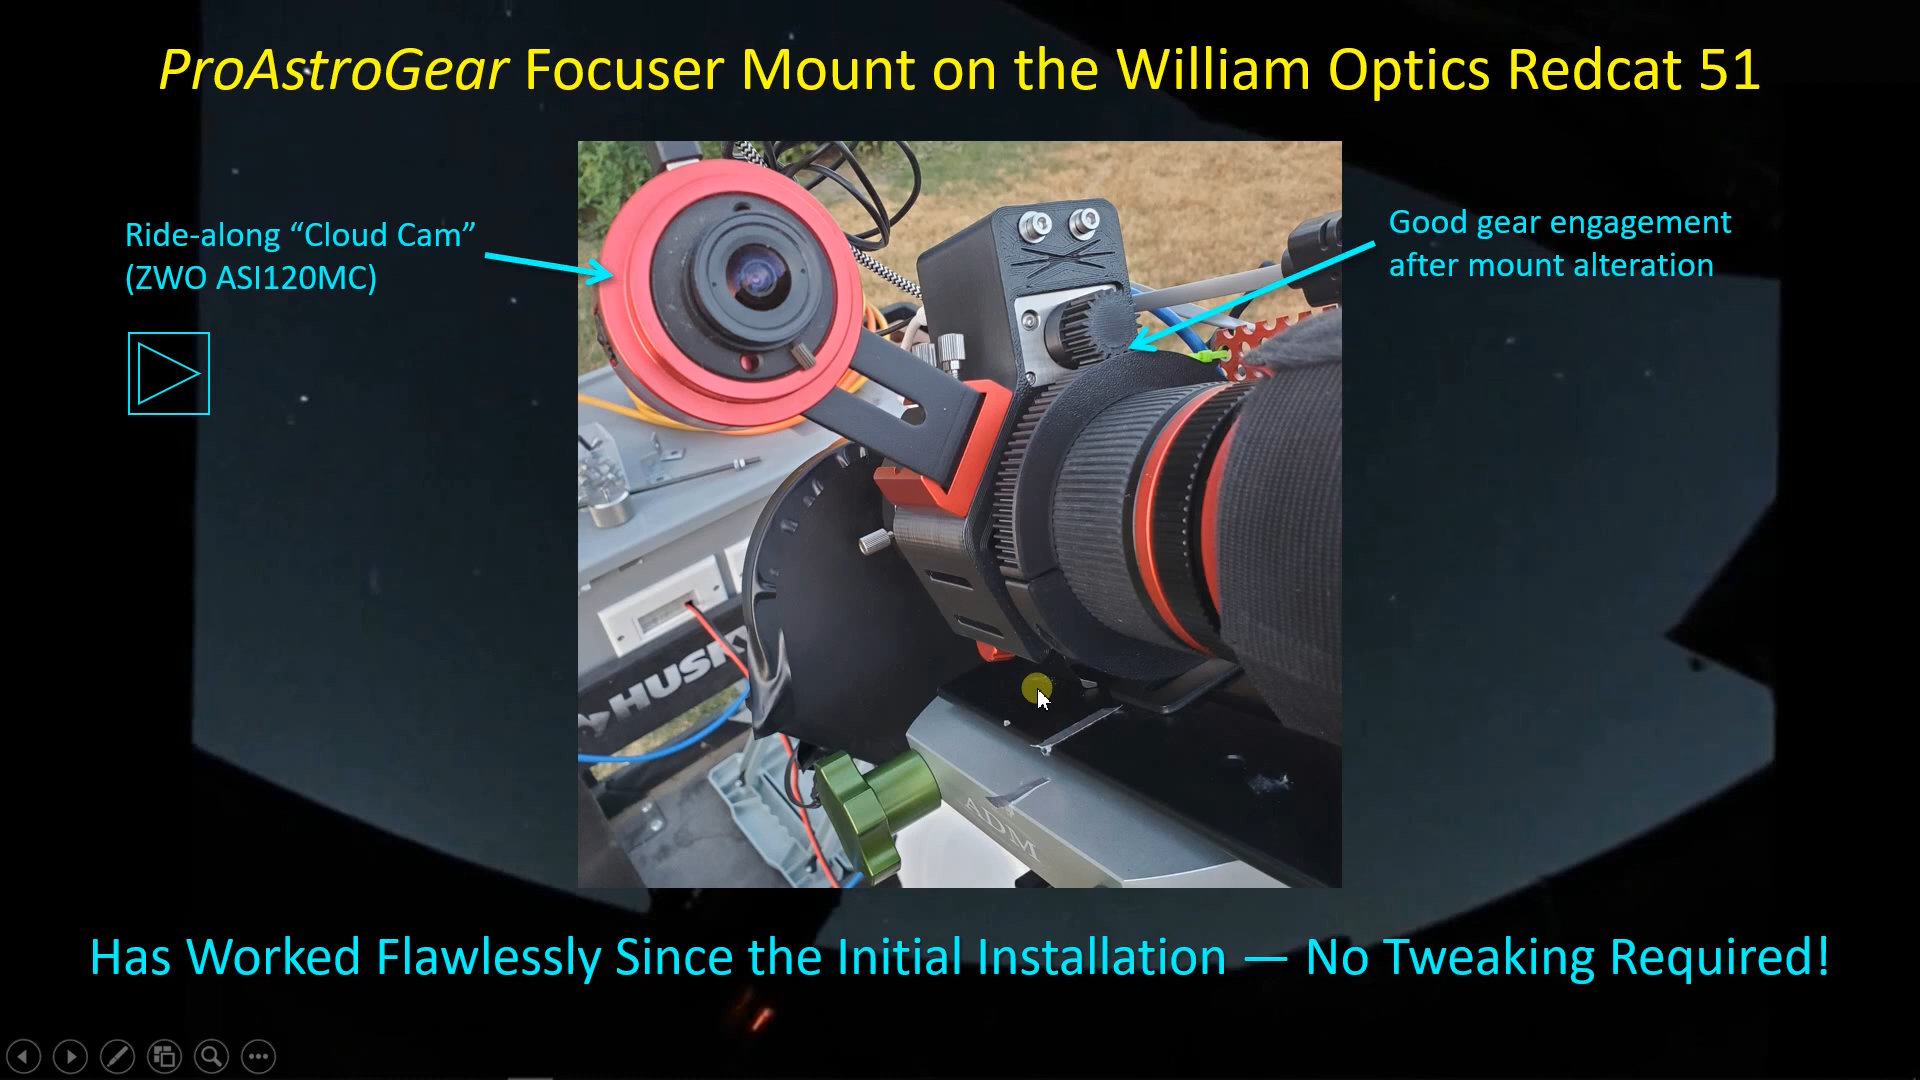 ProAstroGear Focuser Mount on the William Optics Redcat 51
Ride-along “Cloud Cam”
(ZWO ASI120MC)
Good gear engagement
after mount alteration
HUSKY
ADM
Has Worked Flawlessly Since the Initial Installation — No Tweaking Required!